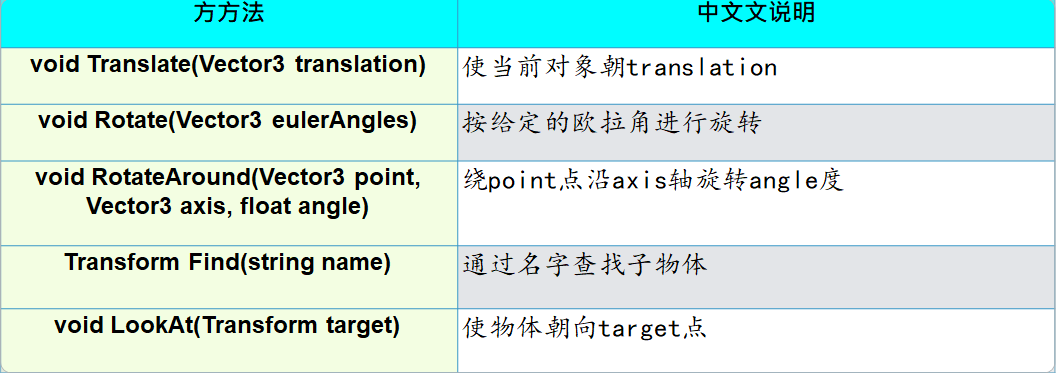 方方法
中文文说明
void Translate(Vector3 translation)
使当前对象朝translation
void Rotate(Vector3 eulerAngles)
按给定的欧拉角进行旋转
void RotateAround(Vector3 point,
Vector3 axis, float angle)
绕point点沿axis轴旋转angle度
Transform Find(string name)
通过名字查找子物体
void LookAt(Transform target)
使物体朝向target点